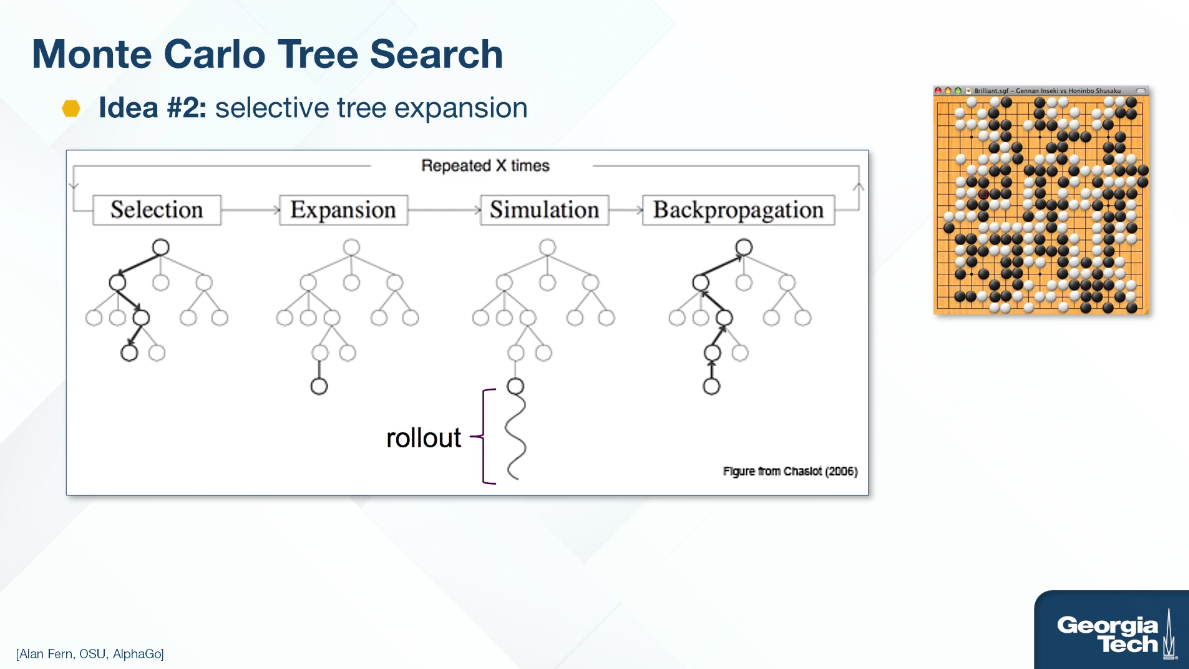 Monte Carlo Tree Search
Idea #2: selective tree expansion
Brilliant.sgf – Gennan Inseki vs Honinbo Shusaku
Repeated X times
Selection
Expansion
Simulation
Backpropagation
rollout
Figure from Chaslot (2006)
Georgia
Tech
[Alan Fern, OSU, AlphaGo]